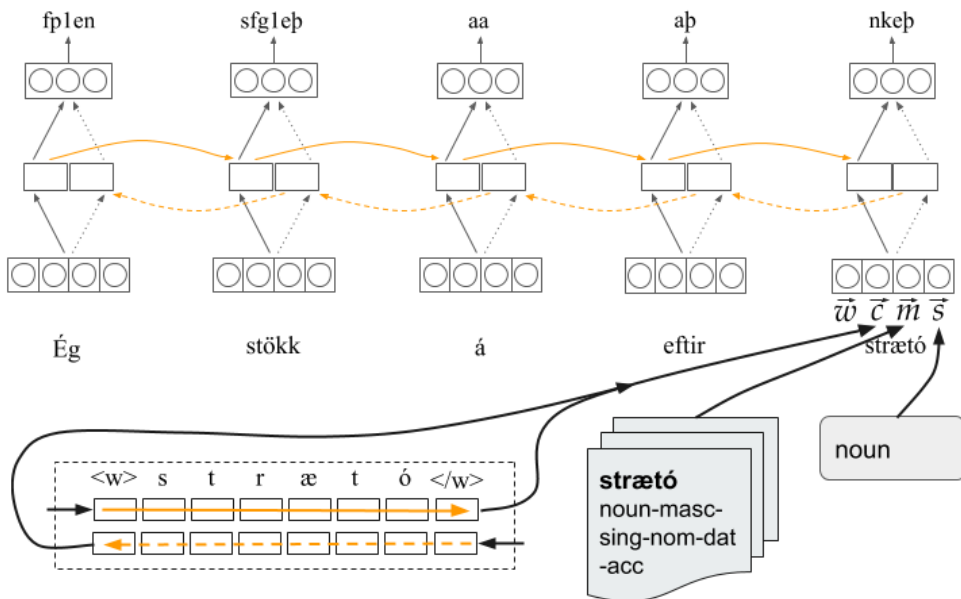 fp1en sfg1eþ aa aþ nkeþ
w c m s
Ég stökk á eftir strætó
<w> s t r æ t ó </w>
strætó
noun-masc-
sing-nom-dat
-acc
noun